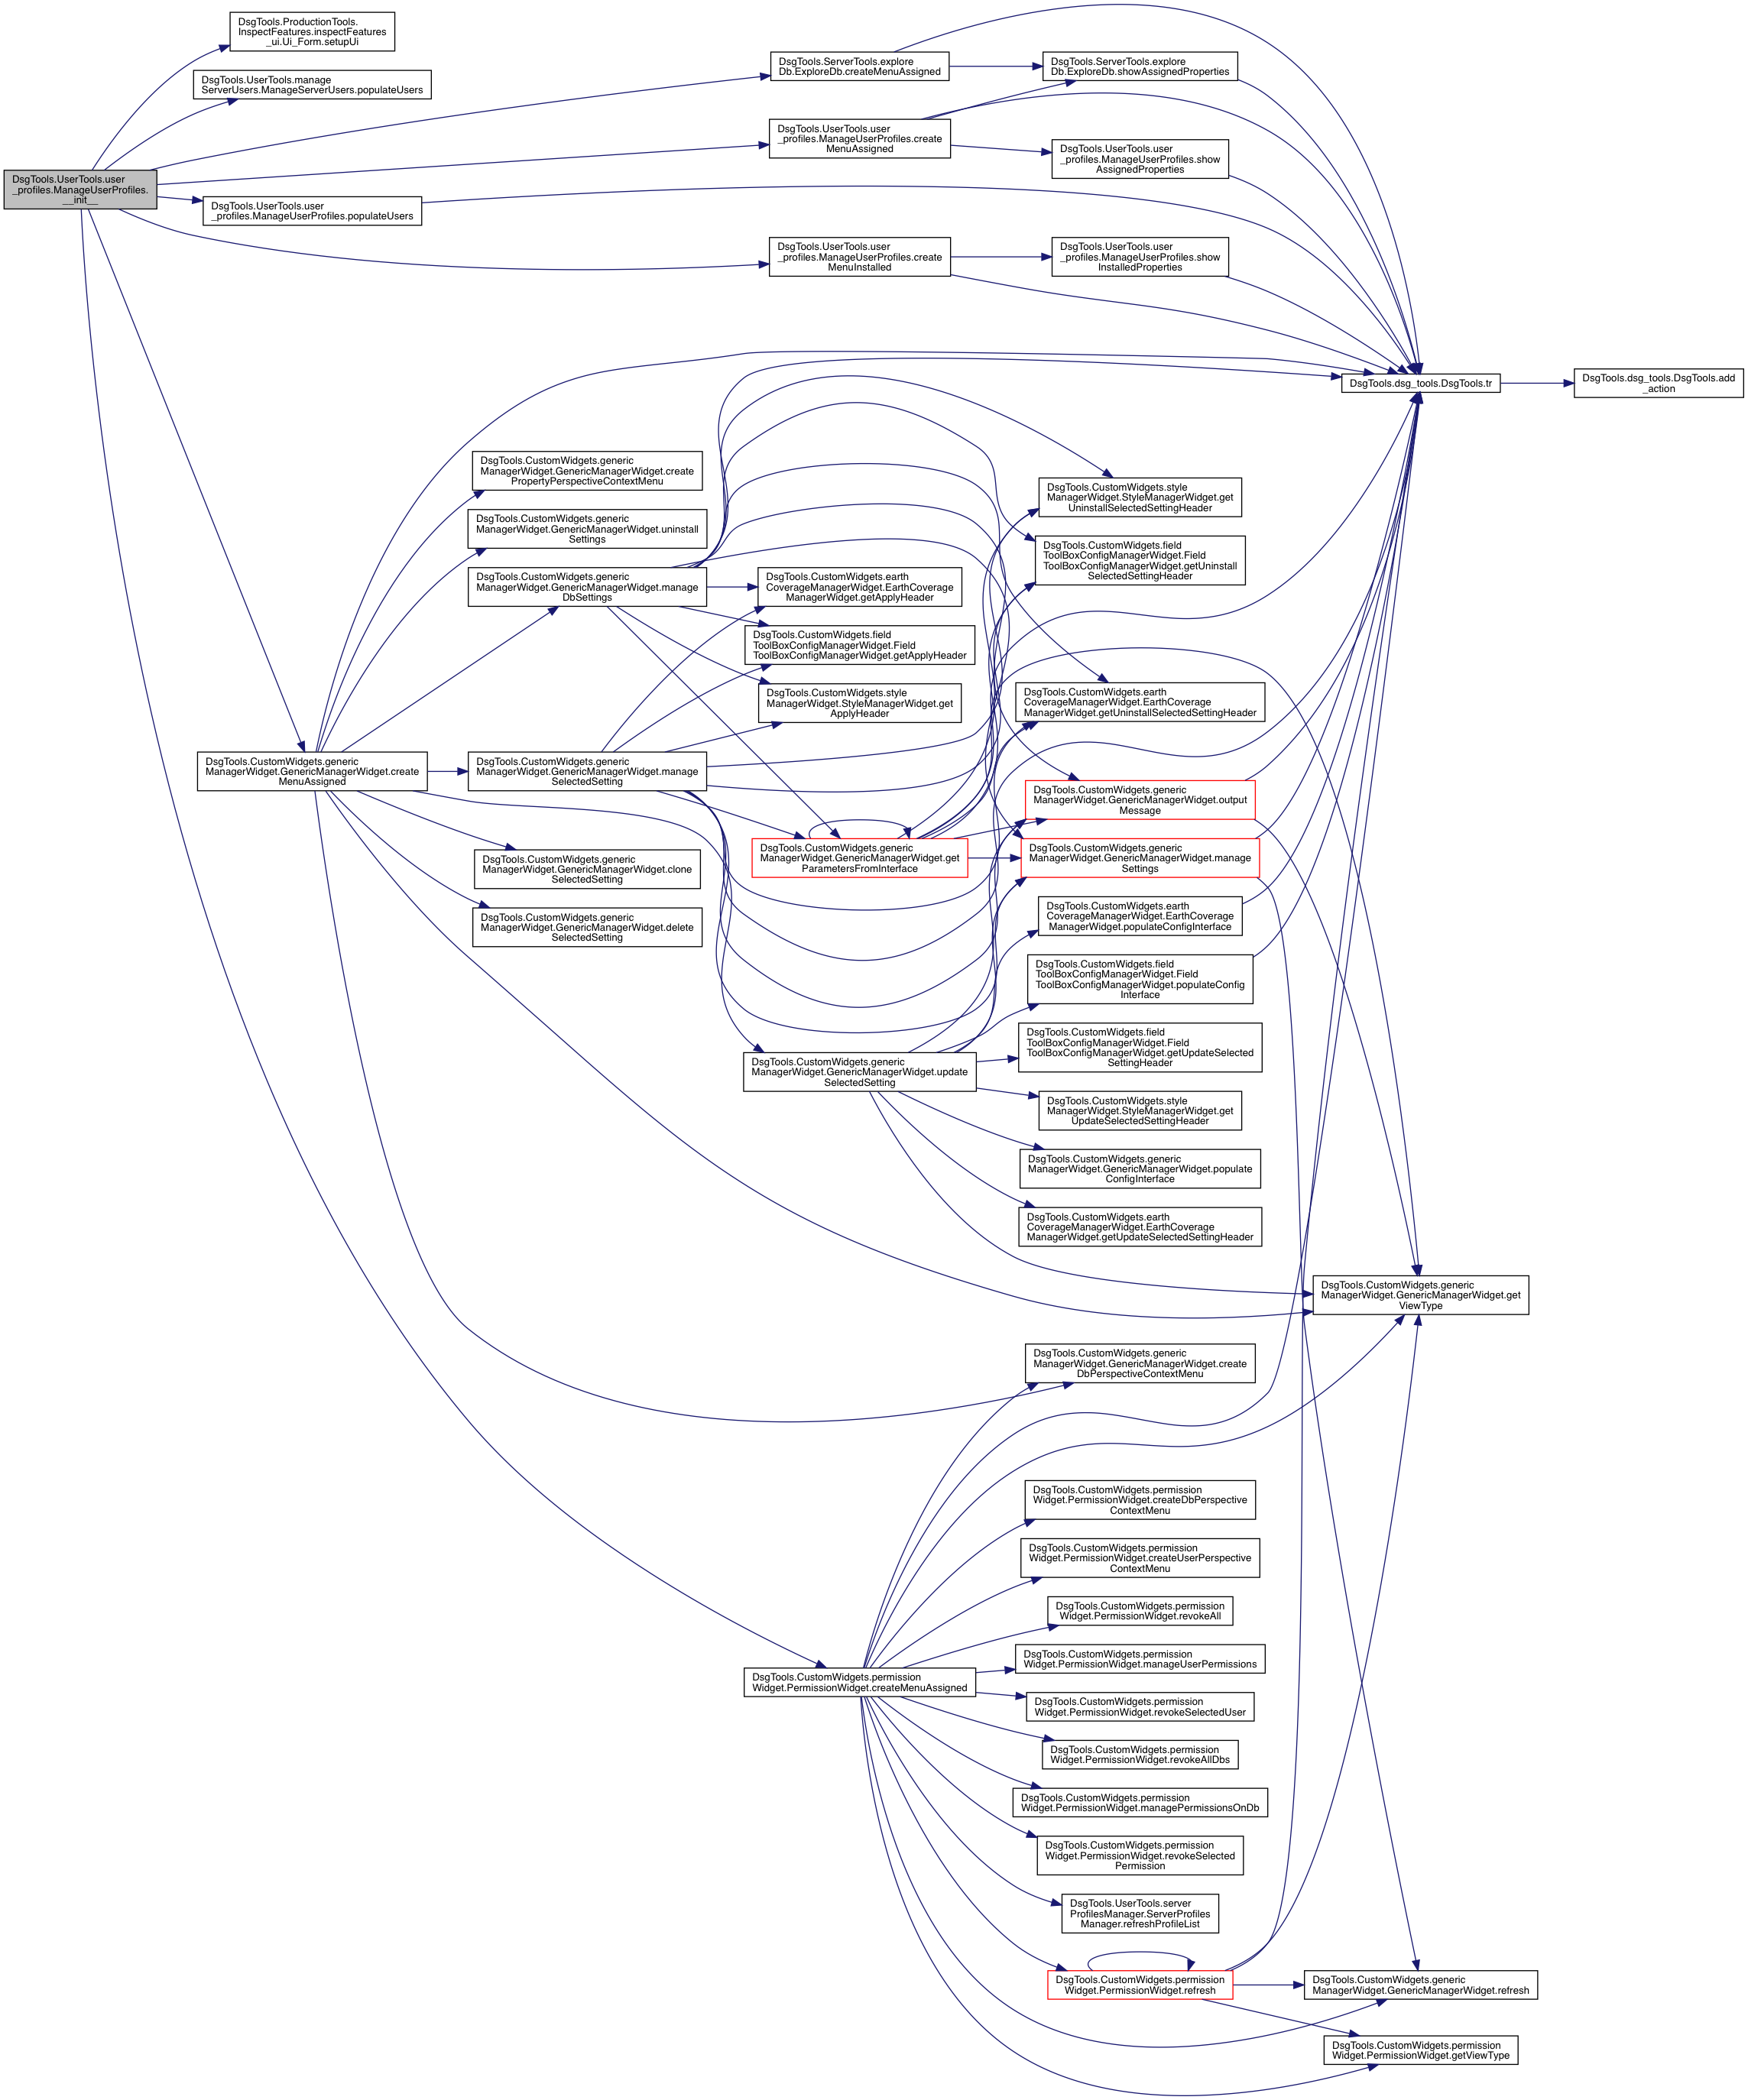 DsgTools.UserTools.user
_profiles.ManageUserProfiles.
__init__
DsgTools.ProductionTools.
InspectFeatures.inspectFeatures
_ui.Ui_Form.setupUi
DsgTools.UserTools.manage
ServerUsers.ManageServerUsers.populateUsers
DsgTools.UserTools.user
_profiles.ManageUserProfiles.populateUsers
DsgTools.ServerTools.explore
Db.ExploreDb.createMenuAssigned
DsgTools.ServerTools.explore
Db.ExploreDb.showAssignedProperties
DsgTools.UserTools.user
_profiles.ManageUserProfiles.create
MenuAssigned
DsgTools.UserTools.user
_profiles.ManageUserProfiles.show
AssignedProperties
DsgTools.UserTools.user
_profiles.ManageUserProfiles.create
MenuInstalled
DsgTools.UserTools.user
_profiles.ManageUserProfiles.show
InstalledProperties
DsgTools.dsg_tools.DsgTools.tr
DsgTools.dsg_tools.DsgTools.add
_action
DsgTools.CustomWidgets.generic
ManagerWidget.GenericManagerWidget.create
PropertyPerspectiveContextMenu
DsgTools.CustomWidgets.generic
ManagerWidget.GenericManagerWidget.uninstall
Settings
DsgTools.CustomWidgets.generic
ManagerWidget.GenericManagerWidget.manage
DbSettings
DsgTools.CustomWidgets.earth
CoverageManagerWidget.EarthCoverage
ManagerWidget.getApplyHeader
DsgTools.CustomWidgets.field
ToolBoxConfigManagerWidget.Field
ToolBoxConfigManagerWidget.getApplyHeader
DsgTools.CustomWidgets.style
ManagerWidget.StyleManagerWidget.get
ApplyHeader
DsgTools.CustomWidgets.style
ManagerWidget.StyleManagerWidget.get
UninstallSelectedSettingHeader
DsgTools.CustomWidgets.field
ToolBoxConfigManagerWidget.Field
ToolBoxConfigManagerWidget.getUninstall
SelectedSettingHeader
DsgTools.CustomWidgets.earth
CoverageManagerWidget.EarthCoverage
ManagerWidget.getUninstallSelectedSettingHeader
DsgTools.CustomWidgets.generic
ManagerWidget.GenericManagerWidget.create
MenuAssigned
DsgTools.CustomWidgets.generic
ManagerWidget.GenericManagerWidget.manage
SelectedSetting
DsgTools.CustomWidgets.generic
ManagerWidget.GenericManagerWidget.output
Message
DsgTools.CustomWidgets.generic
ManagerWidget.GenericManagerWidget.get
ParametersFromInterface
DsgTools.CustomWidgets.generic
ManagerWidget.GenericManagerWidget.manage
Settings
DsgTools.CustomWidgets.generic
ManagerWidget.GenericManagerWidget.clone
SelectedSetting
DsgTools.CustomWidgets.generic
ManagerWidget.GenericManagerWidget.delete
SelectedSetting
DsgTools.CustomWidgets.earth
CoverageManagerWidget.EarthCoverage
ManagerWidget.populateConfigInterface
DsgTools.CustomWidgets.field
ToolBoxConfigManagerWidget.Field
ToolBoxConfigManagerWidget.populateConfig
Interface
DsgTools.CustomWidgets.field
ToolBoxConfigManagerWidget.Field
ToolBoxConfigManagerWidget.getUpdateSelected
SettingHeader
DsgTools.CustomWidgets.generic
ManagerWidget.GenericManagerWidget.update
SelectedSetting
DsgTools.CustomWidgets.style
ManagerWidget.StyleManagerWidget.get
UpdateSelectedSettingHeader
DsgTools.CustomWidgets.generic
ManagerWidget.GenericManagerWidget.populate
ConfigInterface
DsgTools.CustomWidgets.earth
CoverageManagerWidget.EarthCoverage
ManagerWidget.getUpdateSelectedSettingHeader
DsgTools.CustomWidgets.generic
ManagerWidget.GenericManagerWidget.get
ViewType
DsgTools.CustomWidgets.generic
ManagerWidget.GenericManagerWidget.create
DbPerspectiveContextMenu
DsgTools.CustomWidgets.permission
Widget.PermissionWidget.createDbPerspective
ContextMenu
DsgTools.CustomWidgets.permission
Widget.PermissionWidget.createUserPerspective
ContextMenu
DsgTools.CustomWidgets.permission
Widget.PermissionWidget.revokeAll
DsgTools.CustomWidgets.permission
Widget.PermissionWidget.manageUserPermissions
DsgTools.CustomWidgets.permission
Widget.PermissionWidget.createMenuAssigned
DsgTools.CustomWidgets.permission
Widget.PermissionWidget.revokeSelectedUser
DsgTools.CustomWidgets.permission
Widget.PermissionWidget.revokeAllDbs
DsgTools.CustomWidgets.permission
Widget.PermissionWidget.managePermissionsOnDb
DsgTools.CustomWidgets.permission
Widget.PermissionWidget.revokeSelected
Permission
DsgTools.UserTools.server
ProfilesManager.ServerProfiles
Manager.refreshProfileList
DsgTools.CustomWidgets.permission
Widget.PermissionWidget.refresh
DsgTools.CustomWidgets.generic
ManagerWidget.GenericManagerWidget.refresh
DsgTools.CustomWidgets.permission
Widget.PermissionWidget.getViewType